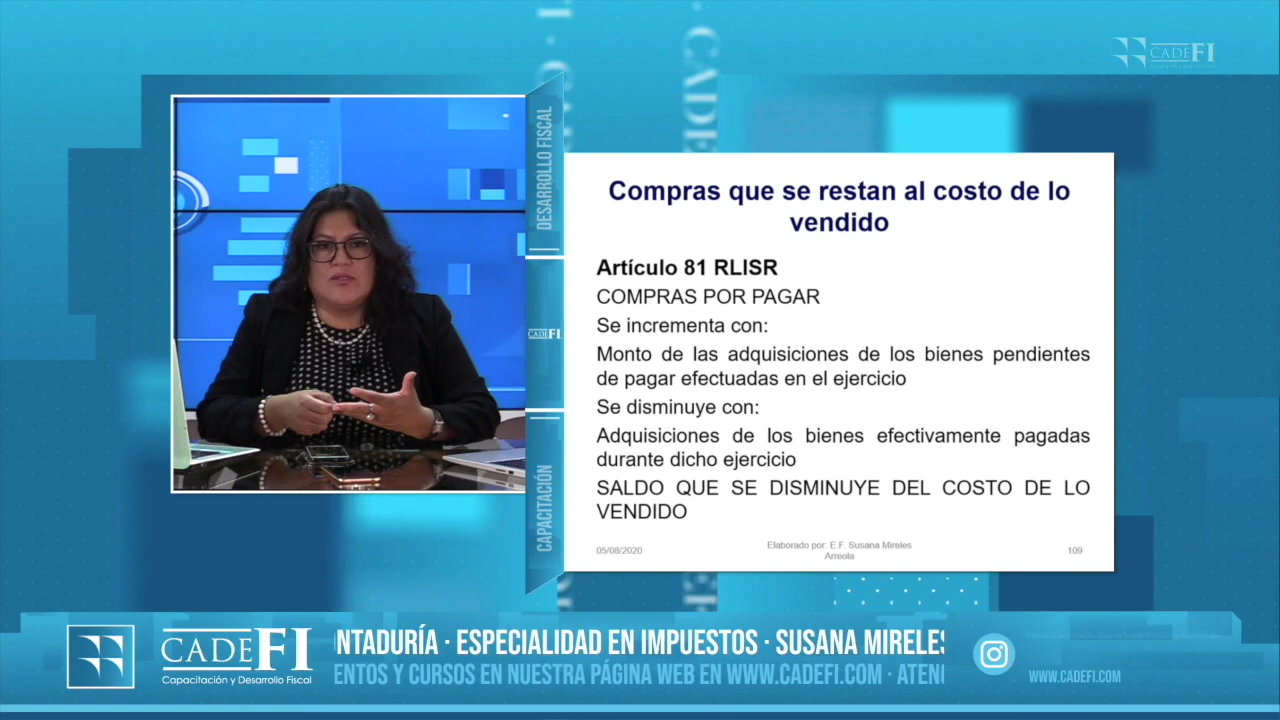 CADEFI
CADEFI
DESARROLLO FISCAL
CADEFI
CAPACITACIÓN
Compras que se restan al costo de lo
vendido
Artículo 81 RLISR
COMPRAS POR PAGAR
Se incrementa con:
Monto de las adquisiciones de los bienes pendientes
de pagar efectuadas en el ejercicio
Se disminuye con:
Adquisiciones de los bienes efectivamente pagadas
durante dicho ejercicio
SALDO QUE SE DISMINUYE DEL COSTO DE LO
VENDIDO
05/08/2020
Elaborado por: E.F. Susana Mireles
Arreola
109
CADEFI
Capacitación y Desarrollo Fiscal
NTADURÍA · ESPECIALIDAD EN IMPUESTOS · SUSANA MIRELES
ENTOS Y CURSOS EN NUESTRA PÁGINA WEB EN WWW.CADEFI.COM · ATEN
WWW.CADEFI.COM